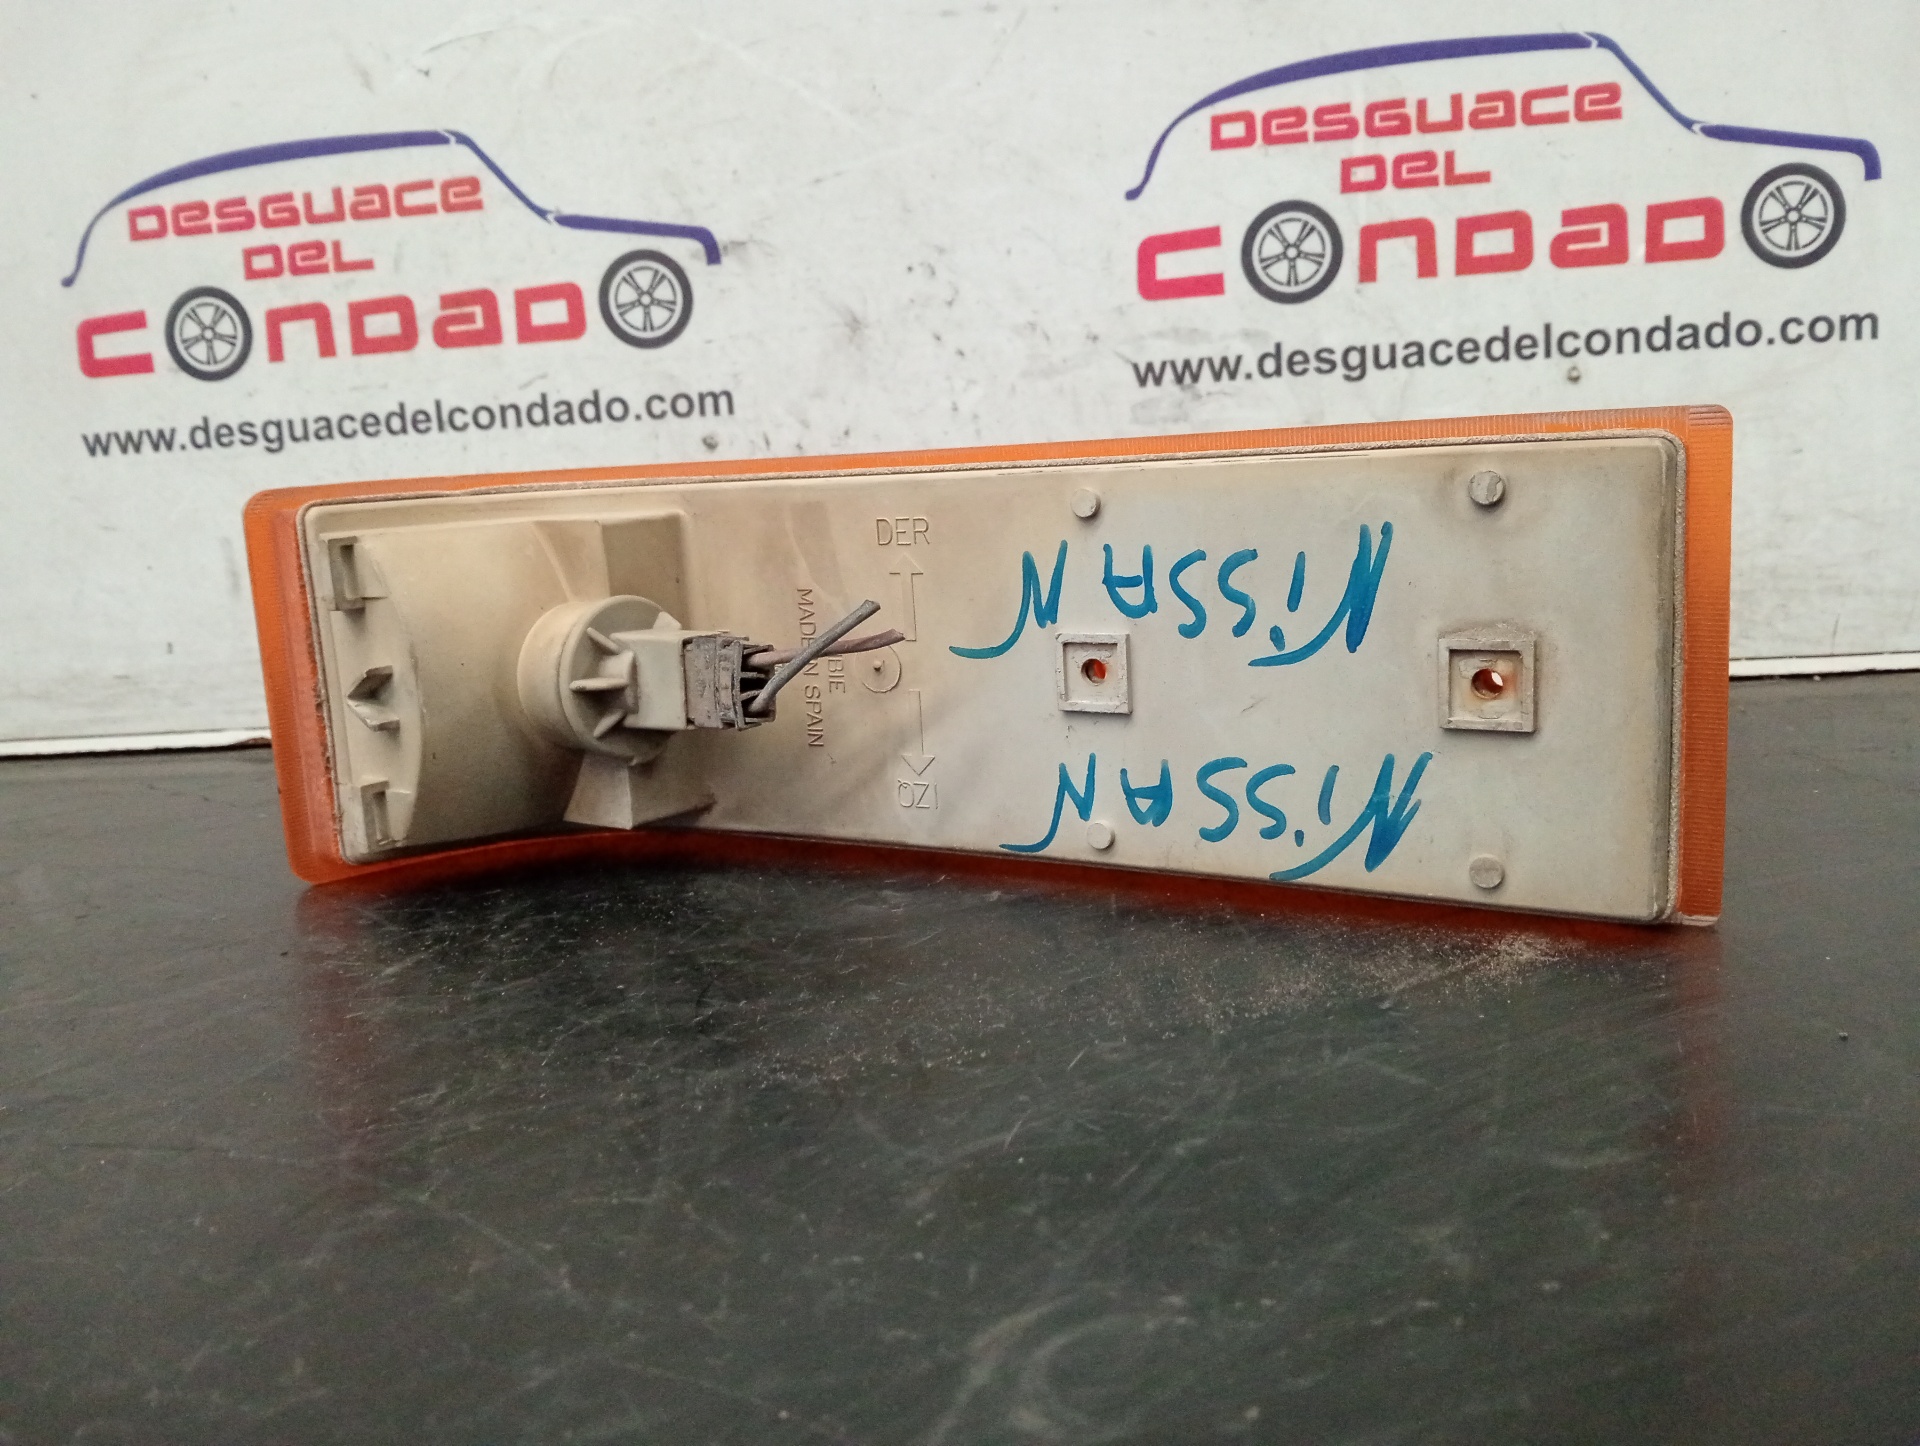 DESGUACE
DEL
CONDADO
www.desguacedelcondado.com
DESGUACE
DEL
CONDADO
www.desguacedelcondado.com
DER
MADE IN SPAIN
IZQ
NISSAN
NISSAN